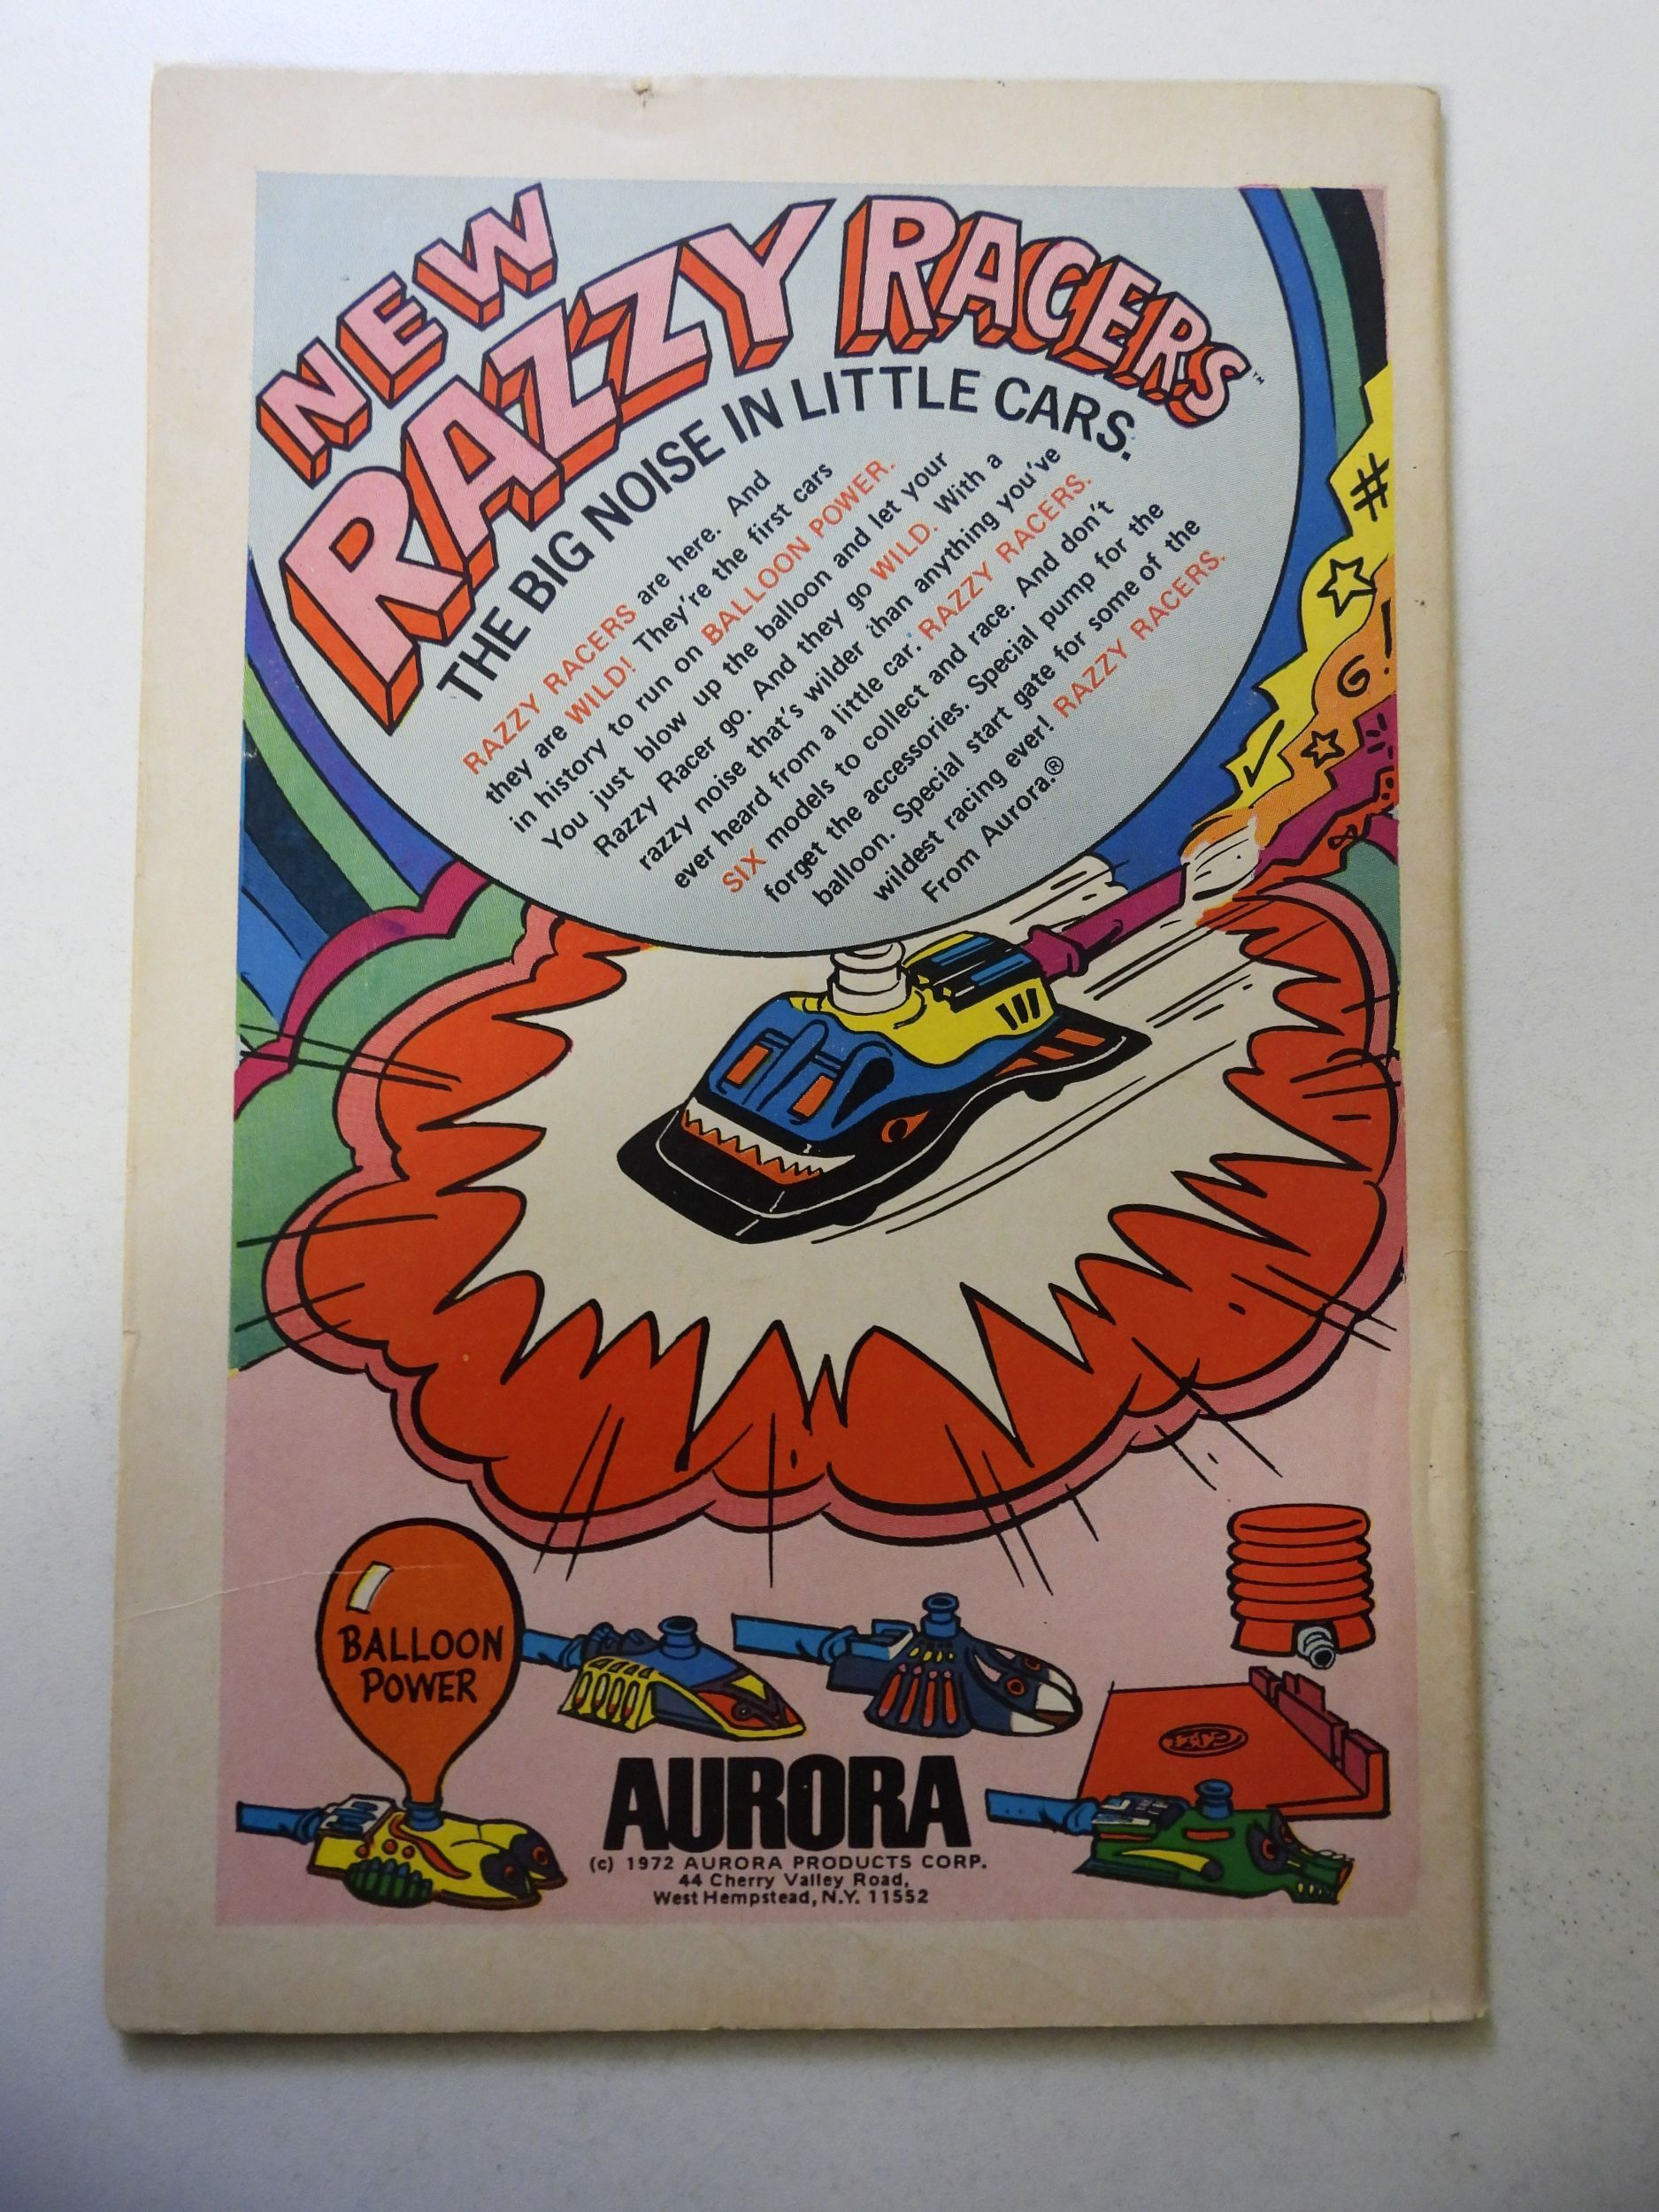 NEW
RAZZY RACERS™
THE BIG NOISE IN LITTLE CARS.
RAZZY RACERS are here. And
they are WILD! They're the first cars
in history to run on BALLOON POWER.
You just blow up the balloon and let your
Razzy Racer go. And they go WILD. With a
razzy noise that's wilder than anything you've
ever heard from a little car. RAZZY RACERS.
SIX models to collect and race. And don't
forget the accessories. Special pump for the
balloon. Special start gate for some of the
wildest racing ever! RAZZY RACERS.
From Aurora.®
#
G!
BALLOON
POWER
AURORA
(c) 1972 AURORA PRODUCTS CORP.
44 Cherry Valley Road,
West Hempstead, N.Y. 11552